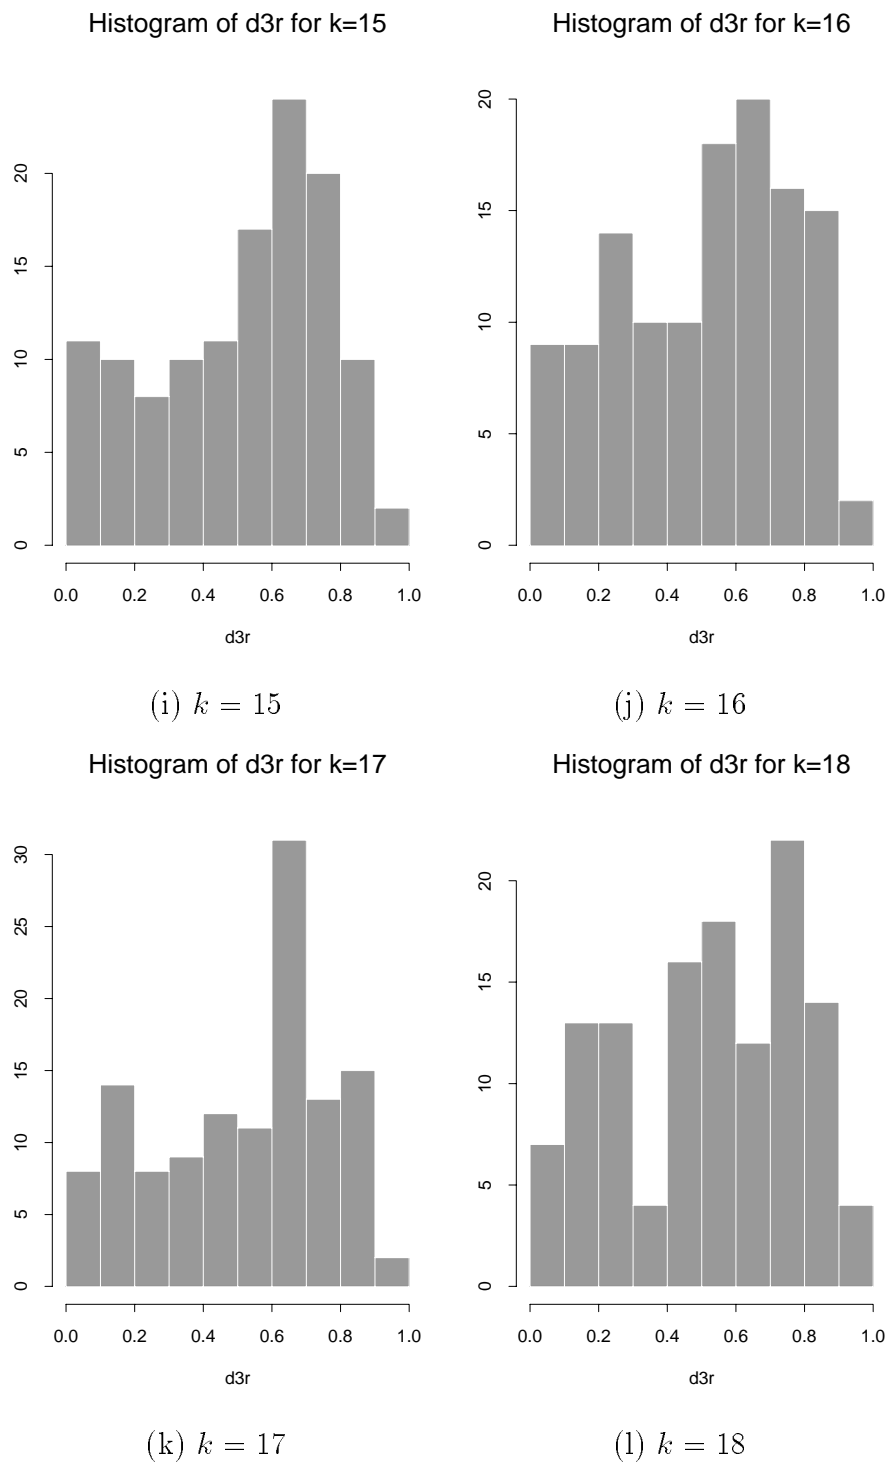 Histogram of d3r for k=15
20
15
10
5
0
0.0 0.2 0.4 0.6 0.8 1.0
d3r
(i) k = 15
Histogram of d3r for k=16
20
15
10
5
0
0.0 0.2 0.4 0.6 0.8 1.0
d3r
(j) k = 16
Histogram of d3r for k=17
30
25
20
15
10
5
0
0.0 0.2 0.4 0.6 0.8 1.0
d3r
(k) k = 17
Histogram of d3r for k=18
20
15
10
5
0
0.0 0.2 0.4 0.6 0.8 1.0
d3r
(l) k = 18